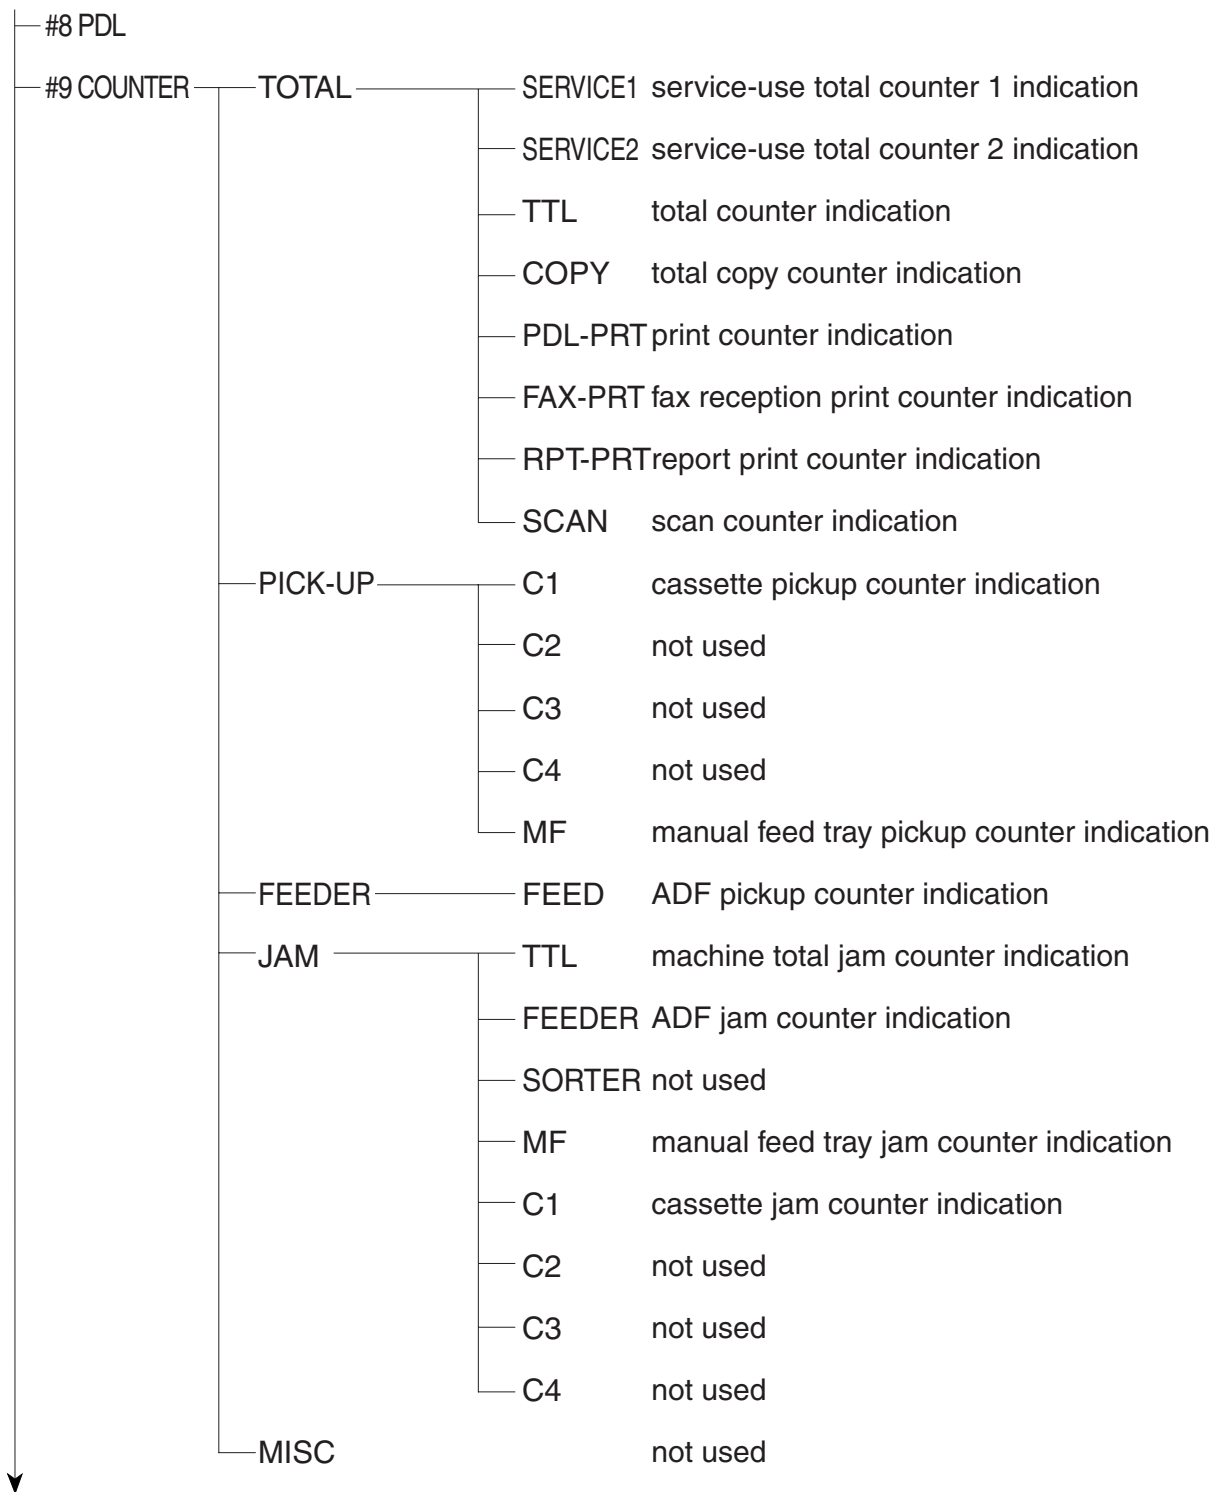 #8 PDL
#9 COUNTER TOTAL SERVICE1 service-use total counter 1 indication
SERVICE2 service-use total counter 2 indication
TTL total counter indication
COPY total copy counter indication
PDL-PRT print counter indication
FAX-PRT fax reception print counter indication
RPT-PRT report print counter indication
SCAN scan counter indication
PICK-UP C1 cassette pickup counter indication
C2 not used
C3 not used
C4 not used
MF manual feed tray pickup counter indication
FEEDER FEED ADF pickup counter indication
JAM TTL machine total jam counter indication
FEEDER ADF jam counter indication
SORTER not used
MF manual feed tray jam counter indication
C1 cassette jam counter indication
C2 not used
C3 not used
C4 not used
MISC not used